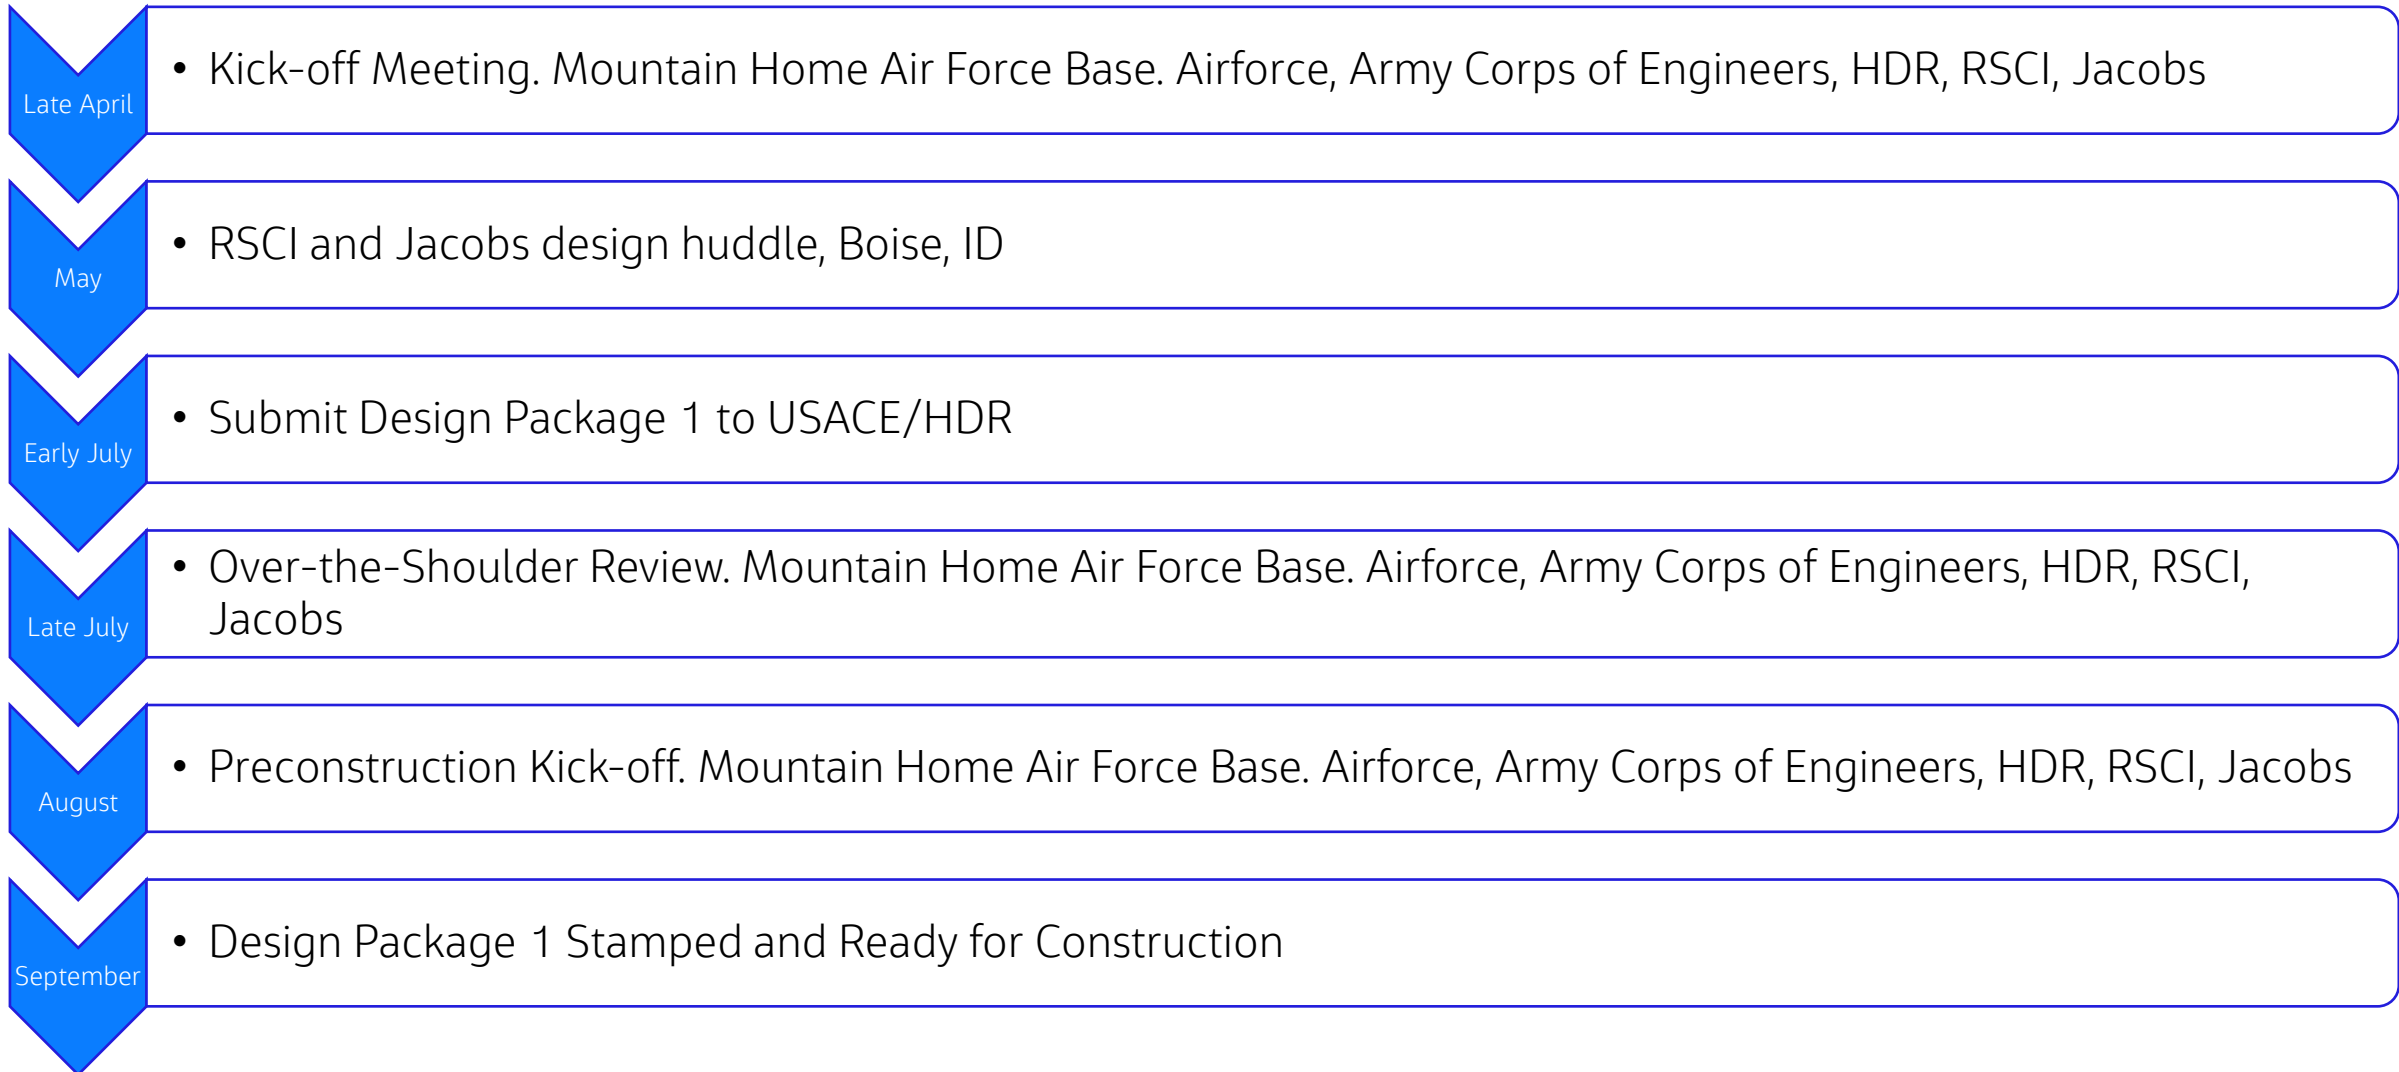 Late April
• Kick-off Meeting. Mountain Home Air Force Base. Airforce, Army Corps of Engineers, HDR, RSCI, Jacobs
May
• RSCI and Jacobs design huddle, Boise, ID
Early July
• Submit Design Package 1 to USACE/HDR
Late July
• Over-the-Shoulder Review. Mountain Home Air Force Base. Airforce, Army Corps of Engineers, HDR, RSCI,
Jacobs
August
• Preconstruction Kick-off. Mountain Home Air Force Base. Airforce, Army Corps of Engineers, HDR, RSCI, Jacobs
September
• Design Package 1 Stamped and Ready for Construction